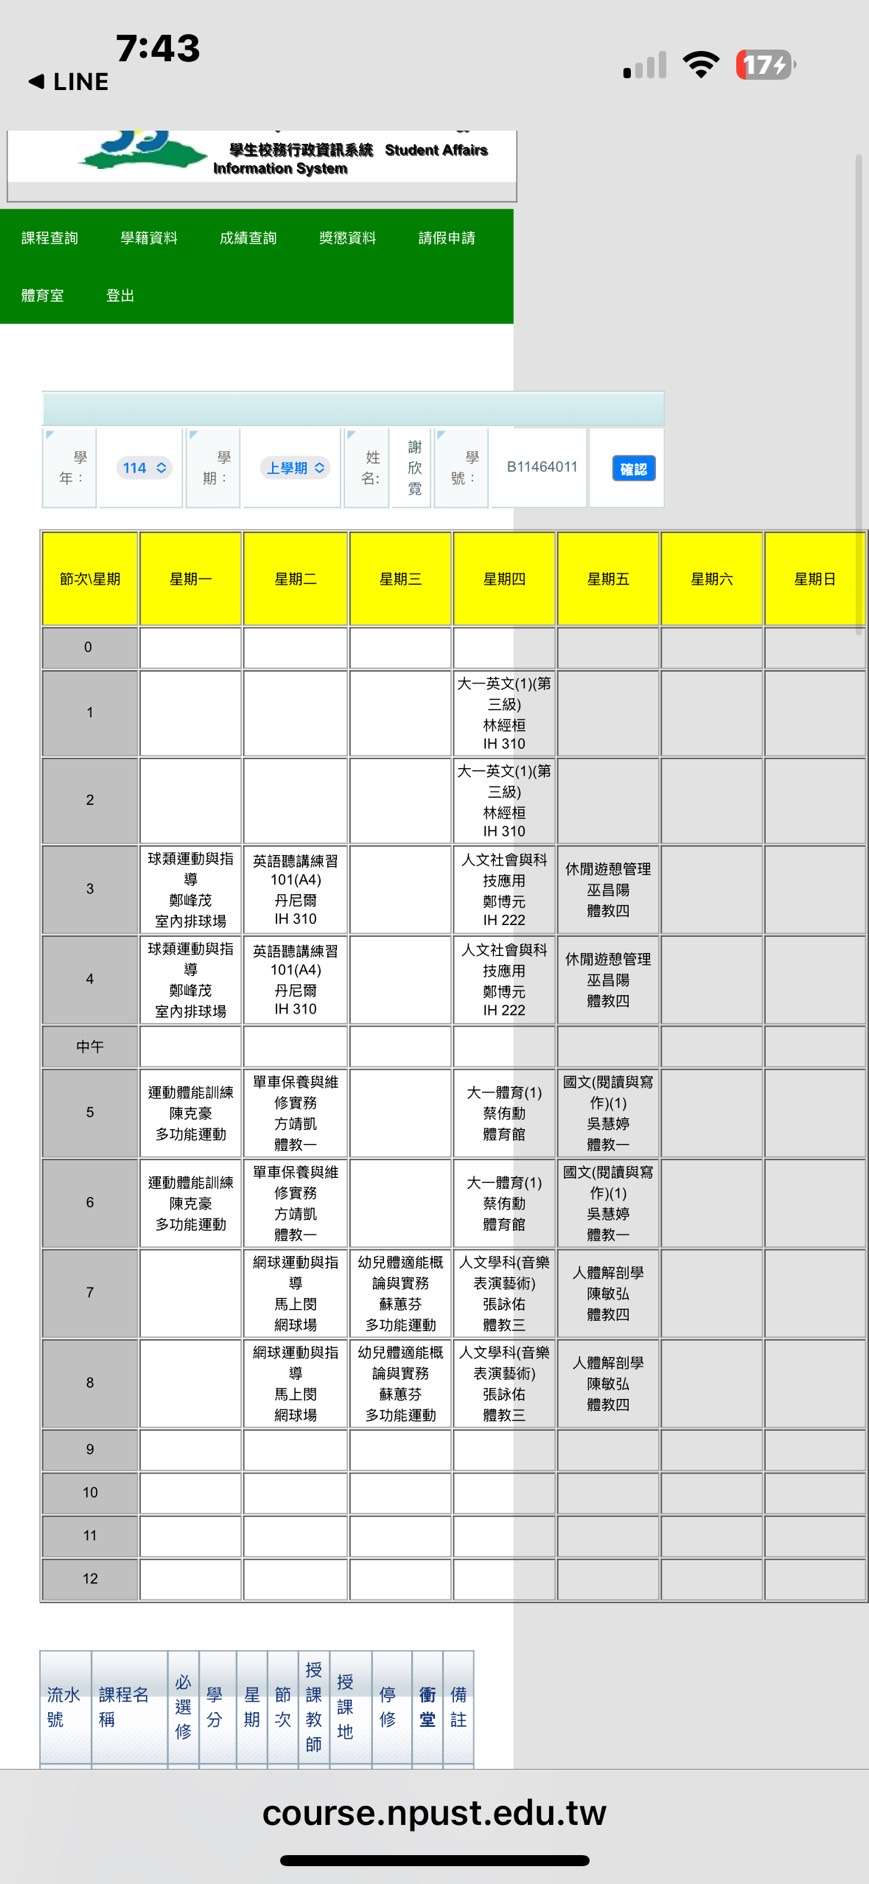 7:43
17
◀ LINE
學生校務行政資訊系統 Student Affairs
Information System
課程查詢 學籍資料 成績查詢 獎懲資料 請假申請
體育室 登出
學年： 114 學期： 上學期 姓名: 謝欣霓 學號： B11464011 確認
節次\星期 星期一 星期二 星期三 星期四 星期五 星期六 星期日
0
1
大一英文(1)(第
三級)
林經桓
IH 310
2
大一英文(1)(第
三級)
林經桓
IH 310
3
球類運動與指
導
鄭峰茂
室內排球場
英語聽講練習
101(A4)
丹尼爾
IH 310
人文社會與科
技應用
鄭博元
IH 222
休閒遊憩管理
巫昌陽
體教四
4
球類運動與指
導
鄭峰茂
室內排球場
英語聽講練習
101(A4)
丹尼爾
IH 310
人文社會與科
技應用
鄭博元
IH 222
休閒遊憩管理
巫昌陽
體教四
中午
5
運動體能訓練
陳克豪
多功能運動
單車保養與維
修實務
方靖凱
體教一
大一體育(1)
蔡侑勳
體育館
國文(閱讀與寫
作)(1)
吳慧婷
體教一
6
運動體能訓練
陳克豪
多功能運動
單車保養與維
修實務
方靖凱
體教一
大一體育(1)
蔡侑勳
體育館
國文(閱讀與寫
作)(1)
吳慧婷
體教一
7
網球運動與指
導
馬上閔
網球場
幼兒體適能概
論與實務
蘇蕙芬
多功能運動
人文學科(音樂
表演藝術)
張詠佑
體教三
人體解剖學
陳敏弘
體教四
8
網球運動與指
導
馬上閔
網球場
幼兒體適能概
論與實務
蘇蕙芬
多功能運動
人文學科(音樂
表演藝術)
張詠佑
體教三
人體解剖學
陳敏弘
體教四
9
10
11
12
流水號 課程名稱 必選修 學分 星期 節次 授課教師 授課地 停修 衝堂 備註
course.npust.edu.tw